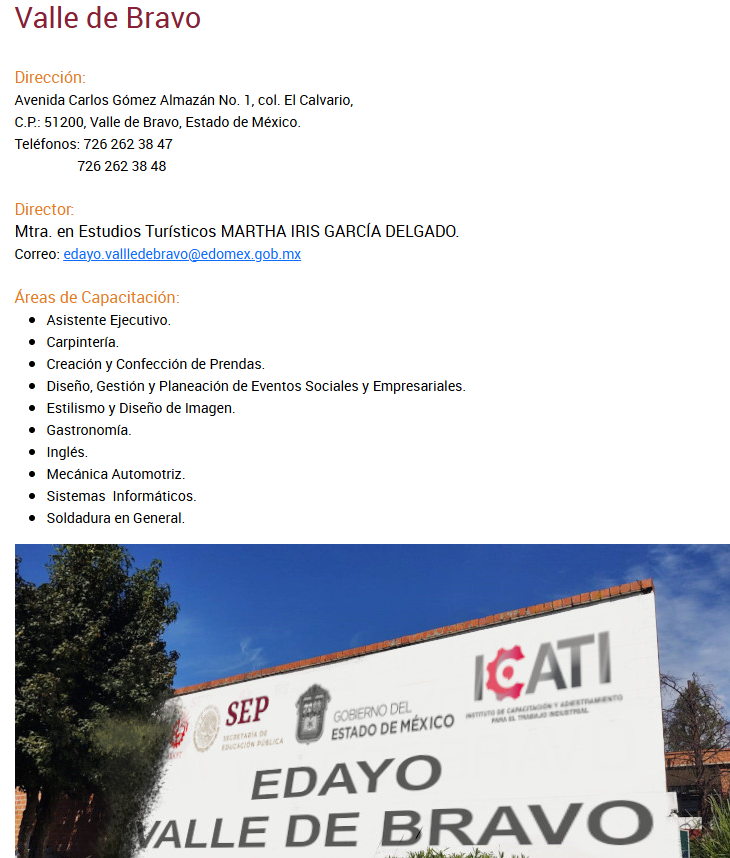 Valle de Bravo
Dirección:
Avenida Carlos Gómez Almazán No. 1, col. El Calvario,
C.P.: 51200, Valle de Bravo, Estado de México.
Teléfonos: 726 262 38 47
726 262 38 48
Director:
Mtra. en Estudios Turísticos MARTHA IRIS GARCÍA DELGADO.
Correo: edayo.vallledebravo@edomex.gob.mx
Áreas de Capacitación:
Asistente Ejecutivo.
Carpintería.
Creación y Confección de Prendas.
Diseño, Gestión y Planeación de Eventos Sociales y Empresariales.
Estilismo y Diseño de Imagen.
Gastronomía.
Inglés.
Mecánica Automotriz.
Sistemas  Informáticos.
Soldadura en General.
SEP
SECRETARÍA DE
EDUCACIÓN PÚBLICA
GOBIERNO DEL
ESTADO DE MÉXICO
ICATI
INSTITUTO DE CAPACITACIÓN Y ADIESTRAMIENTO
PARA EL TRABAJO INDUSTRIAL.
EDAYO
VALLE DE BRAVO